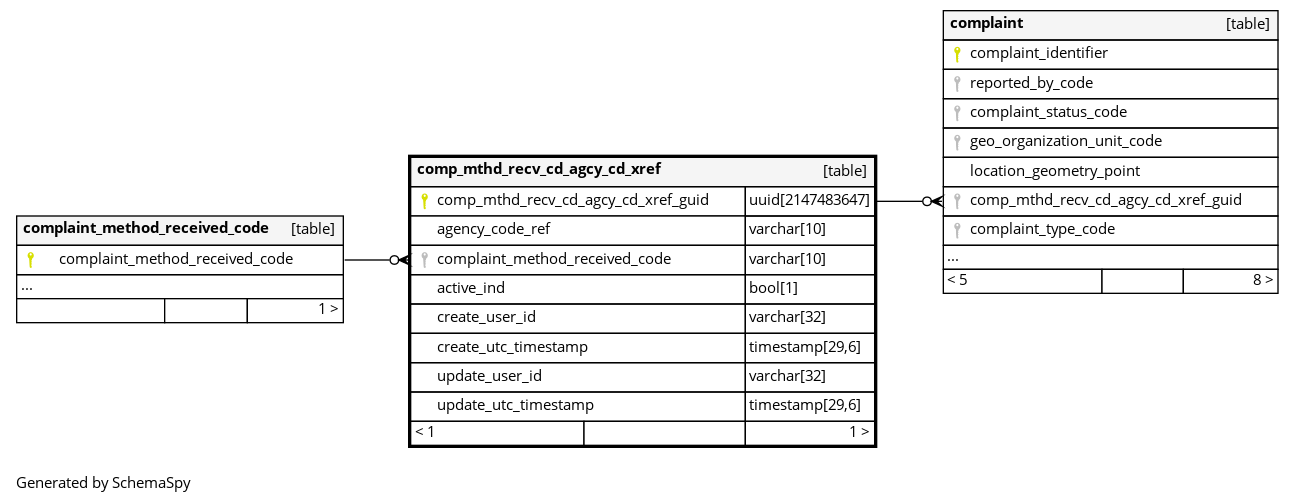 complaint [table]
complaint_identifier
reported_by_code
complaint_status_code
geo_organization_unit_code
location_geometry_point
comp_mthd_recv_cd_agcy_cd_xref_guid
complaint_type_code
...
< 5 8 >
comp_mthd_recv_cd_agcy_cd_xref [table]
comp_mthd_recv_cd_agcy_cd_xref_guid uuid[2147483647]
agency_code_ref varchar[10]
complaint_method_received_code varchar[10]
active_ind bool[1]
create_user_id varchar[32]
create_utc_timestamp timestamp[29,6]
update_user_id varchar[32]
update_utc_timestamp timestamp[29,6]
< 1 1 >
complaint_method_received_code [table]
complaint_method_received_code
...
1 >
Generated by SchemaSpy